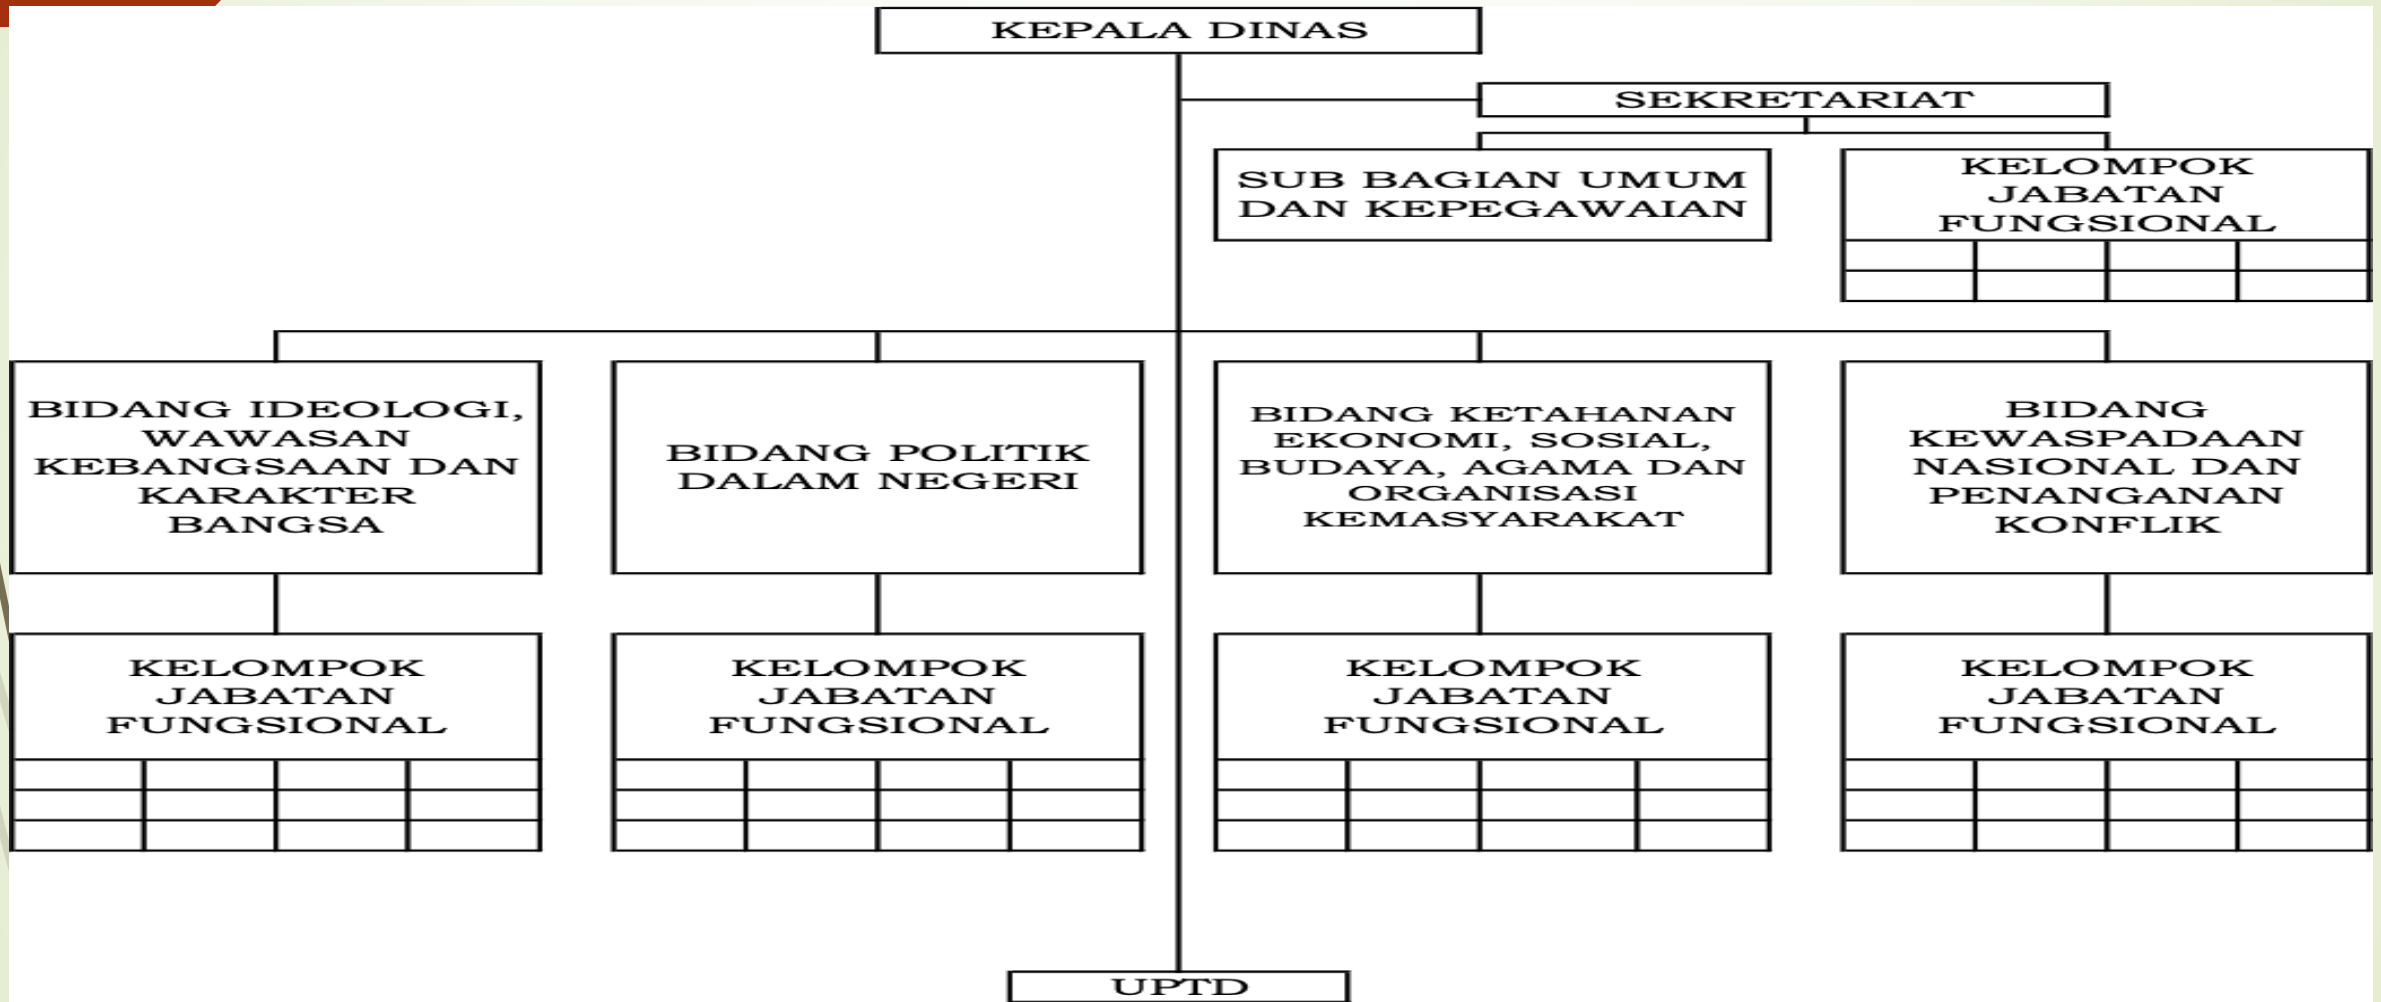 KEPALA DINAS
SEKRETARIAT
SUB BAGIAN UMUM
DAN KEPEGAWAIAN
KELOMPOK
JABATAN
FUNGSIONAL
BIDANG IDEOLOGI,
WAWASAN
KEBANGSAAN DAN
KARAKTER
BANGSA
BIDANG POLITIK
DALAM NEGERI
BIDANG KETAHANAN
EKONOMI, SOSIAL,
BUDAYA, AGAMA DAN
ORGANISASI
KEMASYARAKAT
BIDANG
KEWASPADAAN
NASIONAL DAN
PENANGANAN
KONFLIK
KELOMPOK
JABATAN
FUNGSIONAL
KELOMPOK
JABATAN
FUNGSIONAL
KELOMPOK
JABATAN
FUNGSIONAL
KELOMPOK
JABATAN
FUNGSIONAL
UPTD